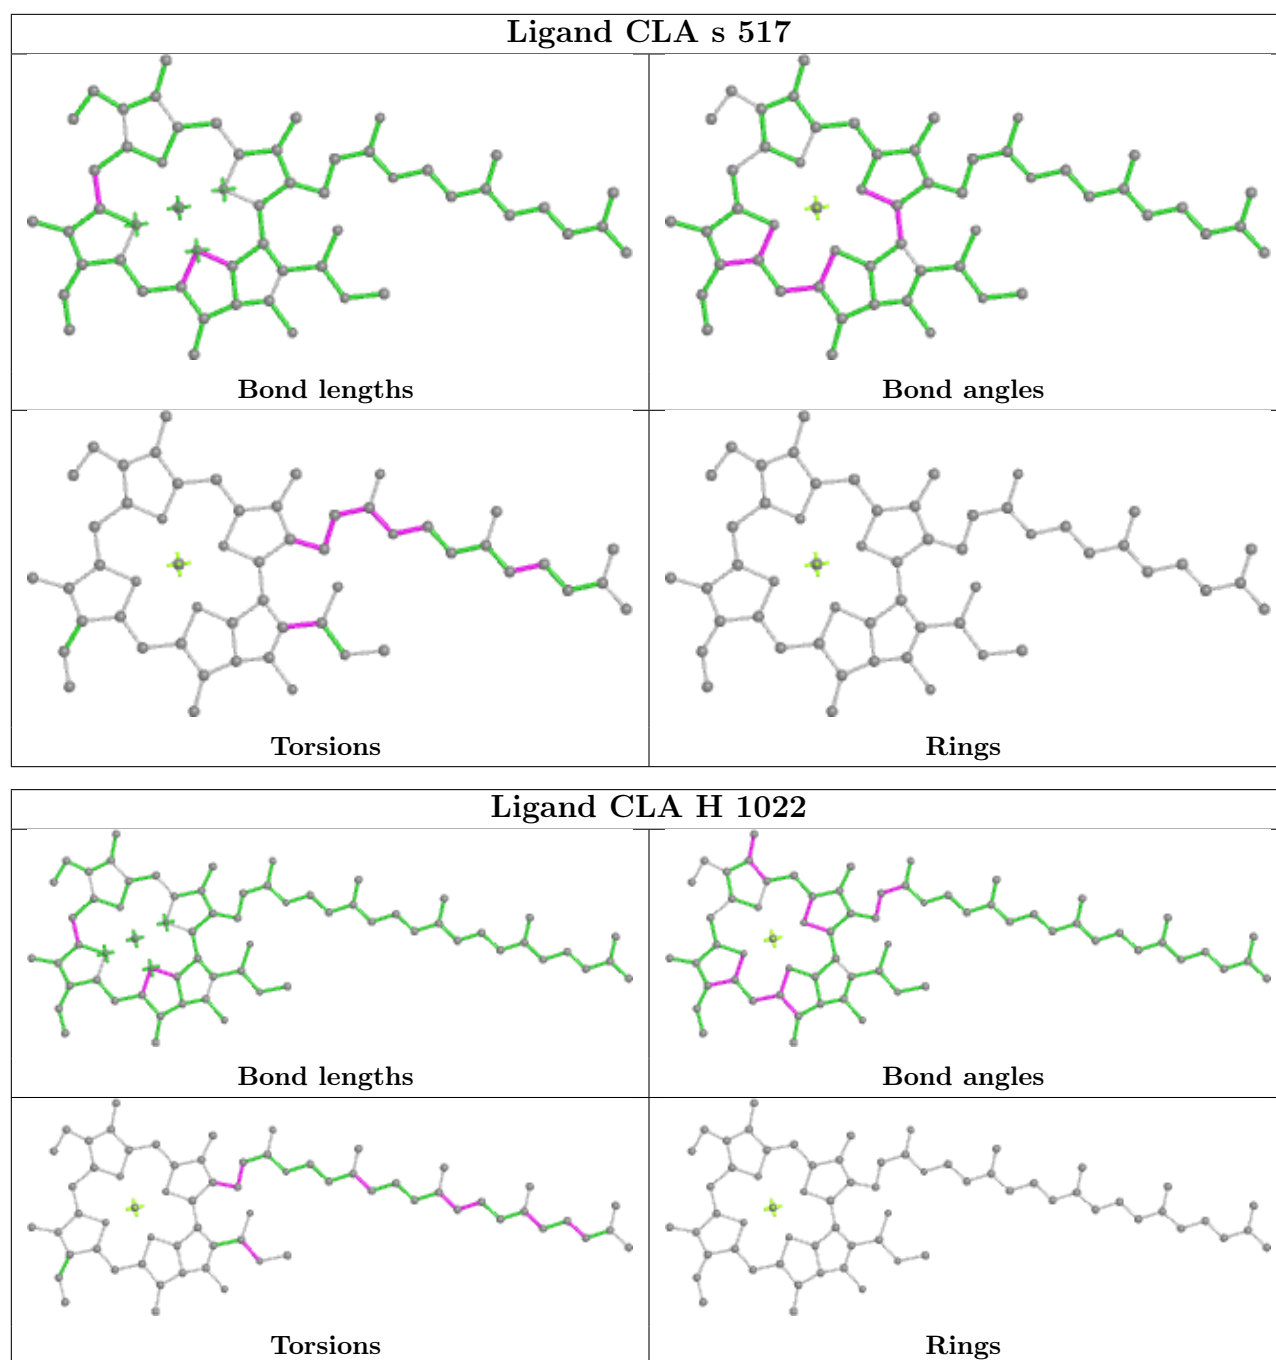 Ligand CLA s 517
Bond lengths
Bond angles
Torsions
Rings
Ligand CLA H 1022
Bond lengths
Bond angles
Torsions
Rings